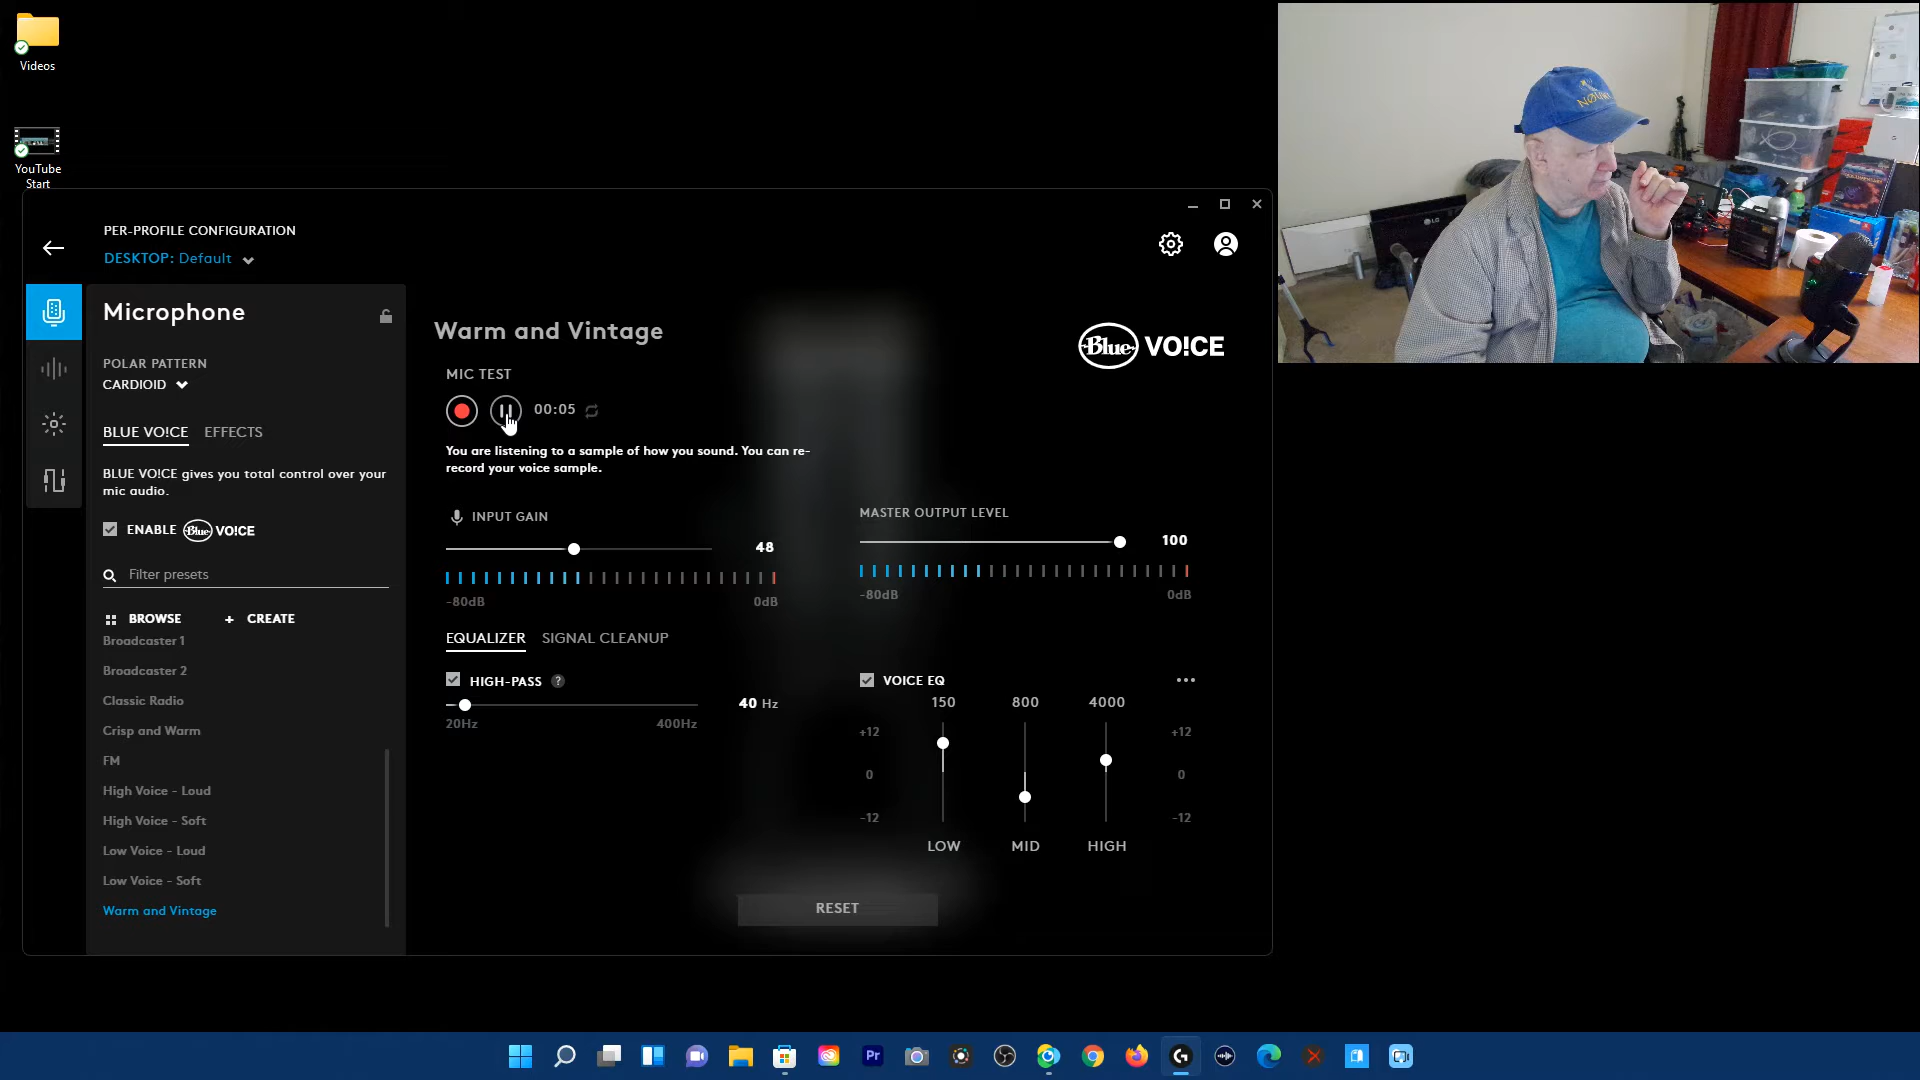 Videos
YouTube
Start
PER-PROFILE CONFIGURATION
DESKTOP: Default
Microphone
POLAR PATTERN
CARDIOID
BLUE VO!CE EFFECTS
BLUE VO!CE gives you total control over your
mic audio.
ENABLE Blue VO!CE
Filter presets
BROWSE + CREATE
Broadcaster 1
Broadcaster 2
Classic Radio
Crisp and Warm
FM
High Voice - Loud
High Voice - Soft
Low Voice - Loud
Low Voice - Soft
Warm and Vintage
Warm and Vintage
Blue VO!CE
MIC TEST
00:05
You are listening to a sample of how you sound. You can re-
record your voice sample.
INPUT GAIN
48
-80dB 0dB
MASTER OUTPUT LEVEL
100
-80dB 0dB
EQUALIZER SIGNAL CLEANUP
HIGH-PASS ?
40 Hz
20Hz 400Hz
VOICE EQ
150 800 4000
+12 +12
0 0
-12 -12
LOW MID HIGH
RESET
LG
Pr